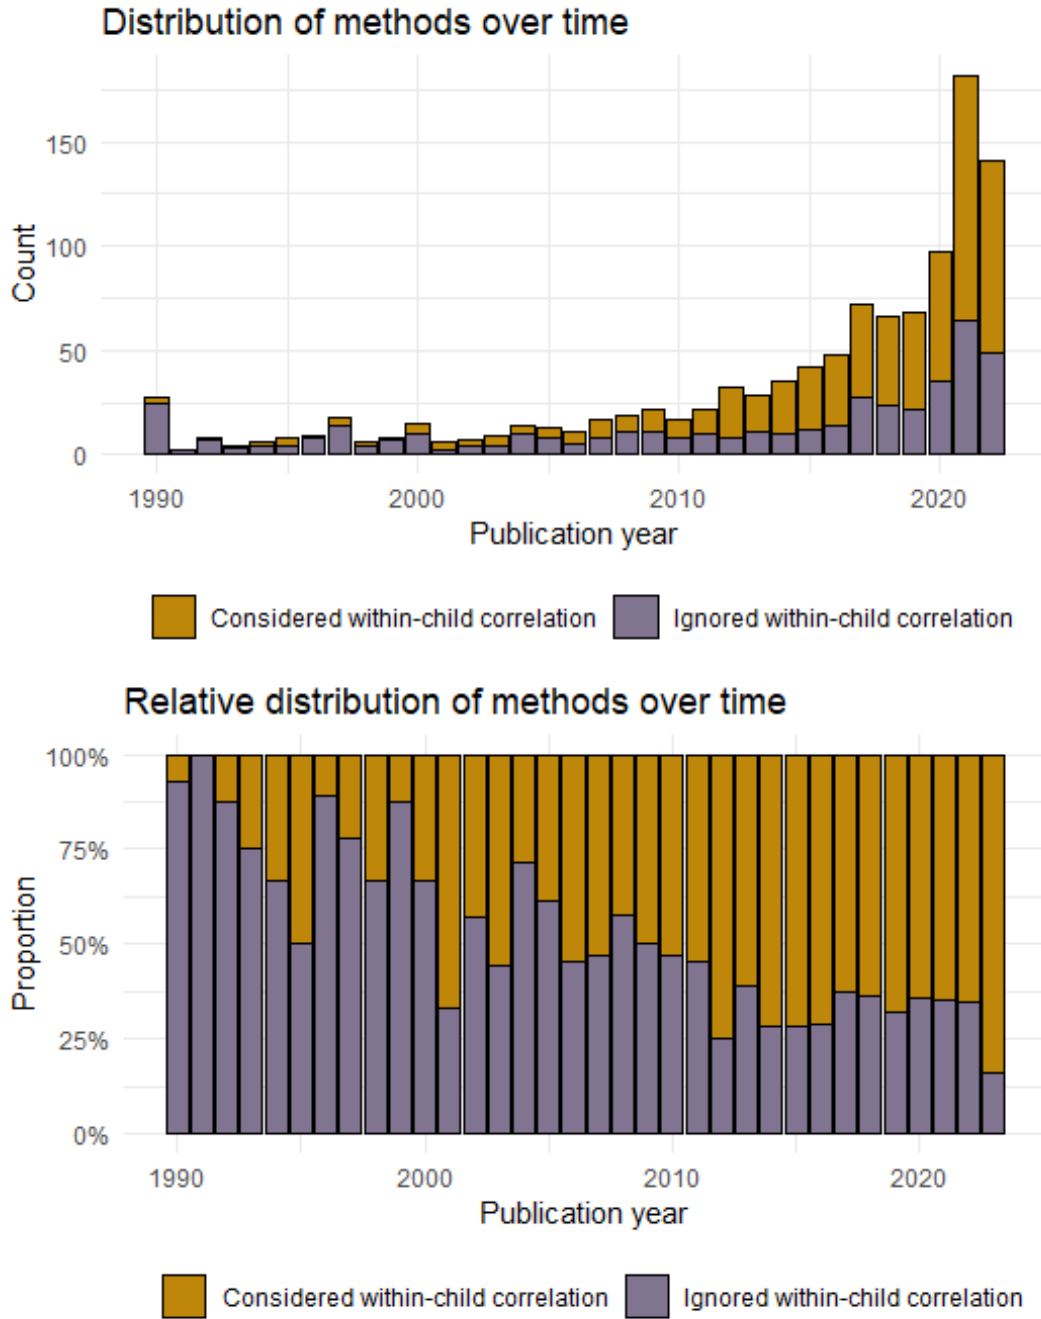 Distribution of methods over time
150
100
50
0
Count
1990 2000 2010 2020
Publication year
Considered within-child correlation Ignored within-child correlation
Relative distribution of methods over time
100%
75%
50%
25%
0%
Proportion
1990 2000 2010 2020
Publication year
Considered within-child correlation Ignored within-child correlation